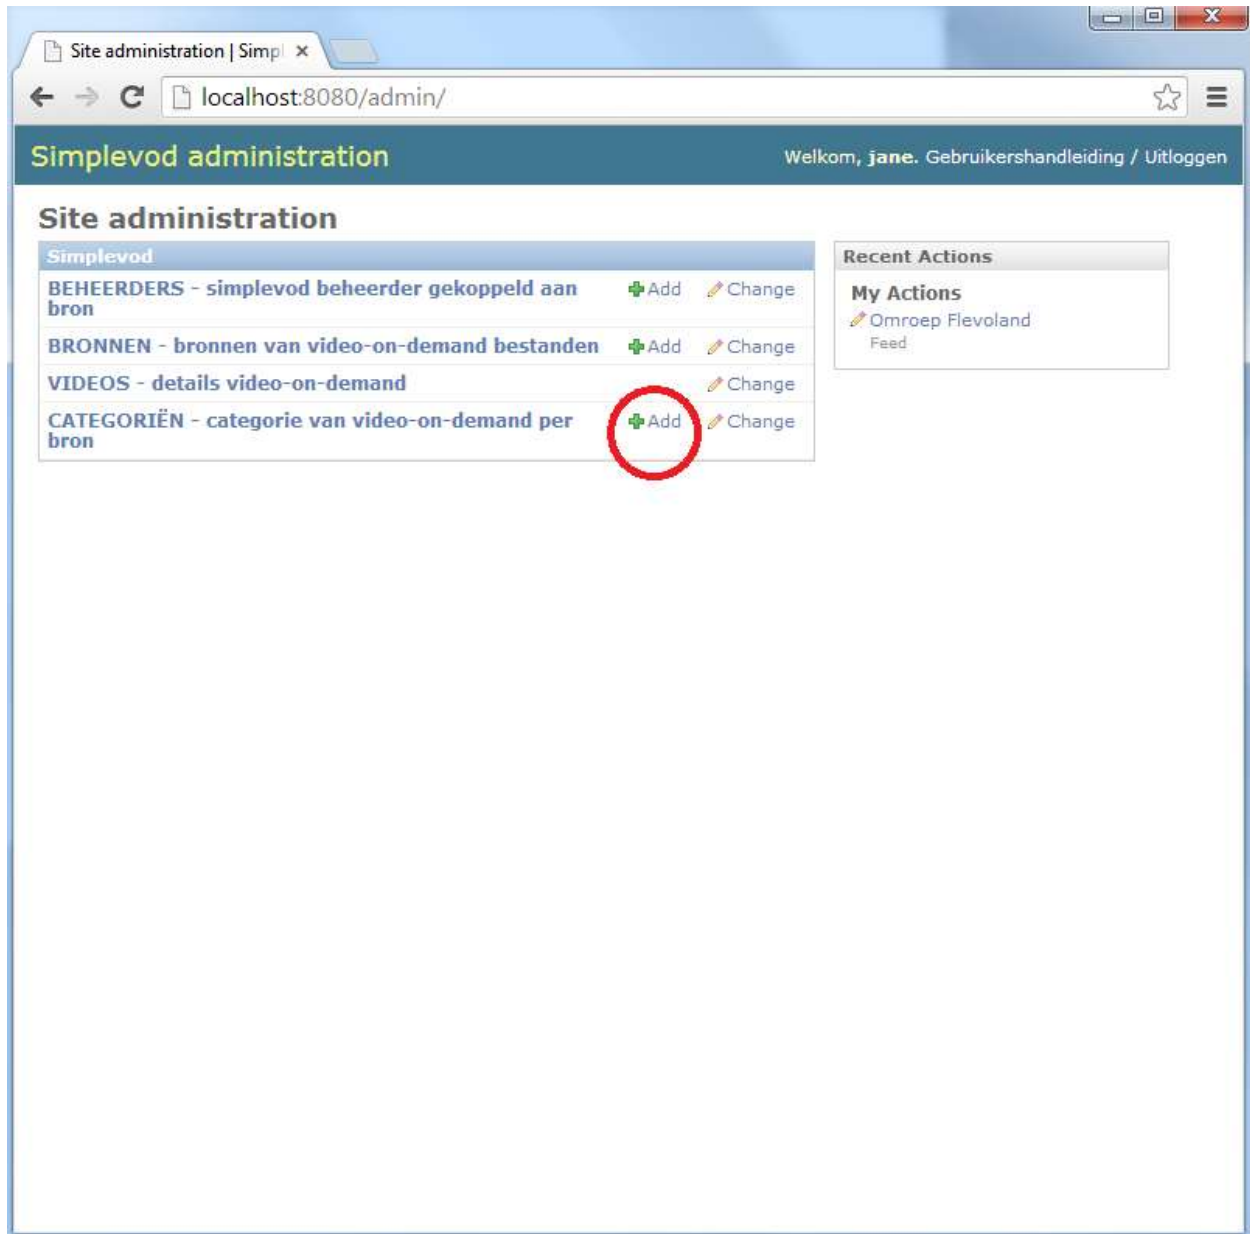 Site administration | Simpl
localhost:8080/admin/
Simplevod administration
Welkom, jane. Gebruikershandleiding / Uitloggen
Site administration
Simplevod
BEHEERDERS - simplevod beheerder gekoppeld aan
bron
Add
Change
BRONNEN - bronnen van video-on-demand bestanden
Add
Change
VIDEOS - details video-on-demand
Change
CATEGORIËN - categorie van video-on-demand per
bron
Add
Change
Recent Actions
My Actions
Omroep Flevoland
Feed